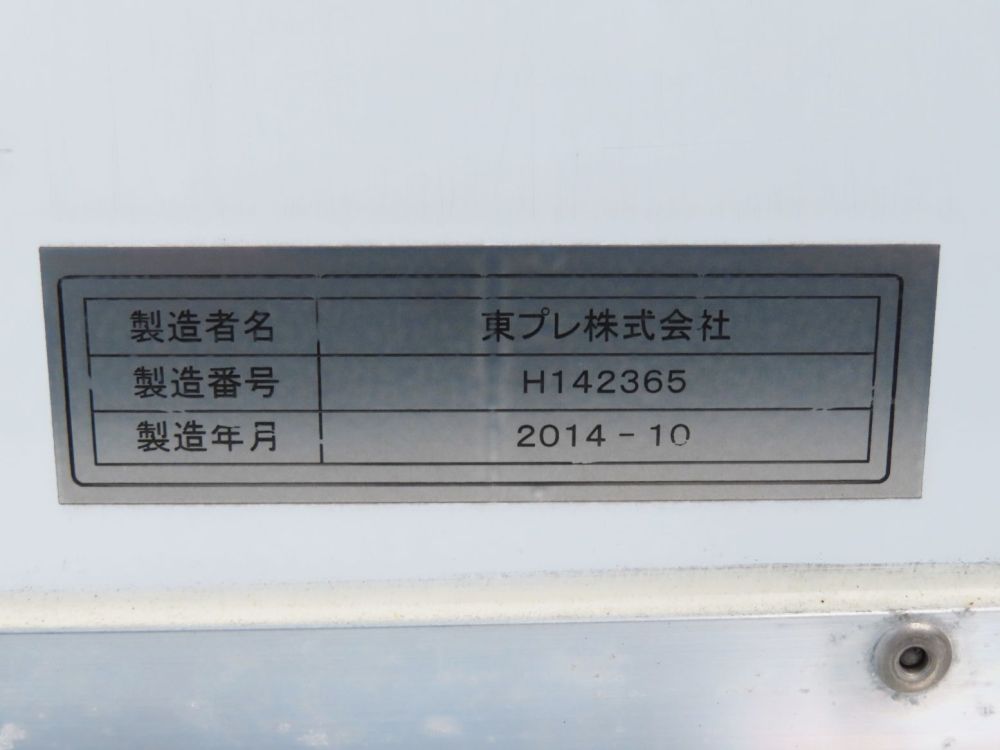 製造者名 東プレ株式会社
製造番号 H142365
製造年月 2014-10